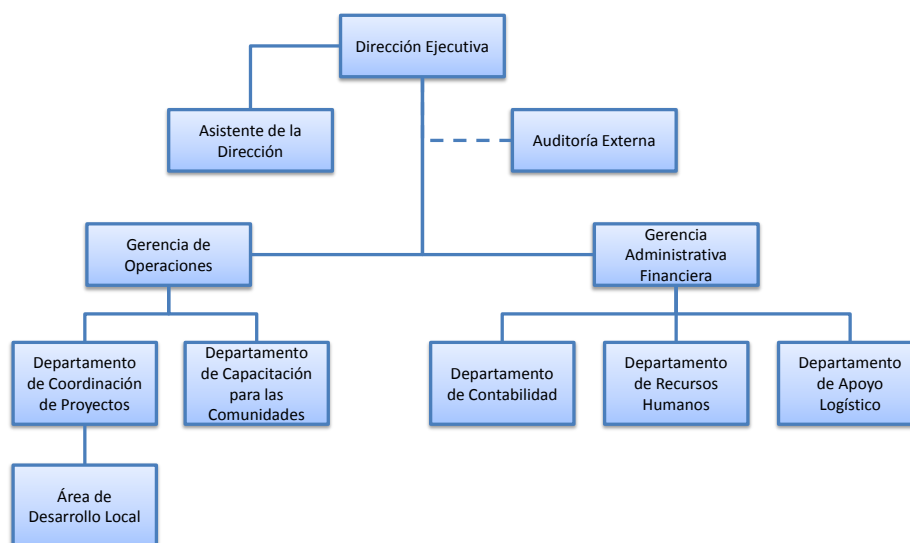 Dirección Ejecutiva
Asistente de la
Dirección
Auditoría Externa
Gerencia de
Operaciones
Gerencia
Administrativa
Financiera
Departamento
de Coordinación
de Proyectos
Departamento
de Capacitación
para las
Comunidades
Departamento
de Contabilidad
Departamento
de Recursos
Humanos
Departamento
de Apoyo
Logístico
Área de
Desarrollo Local